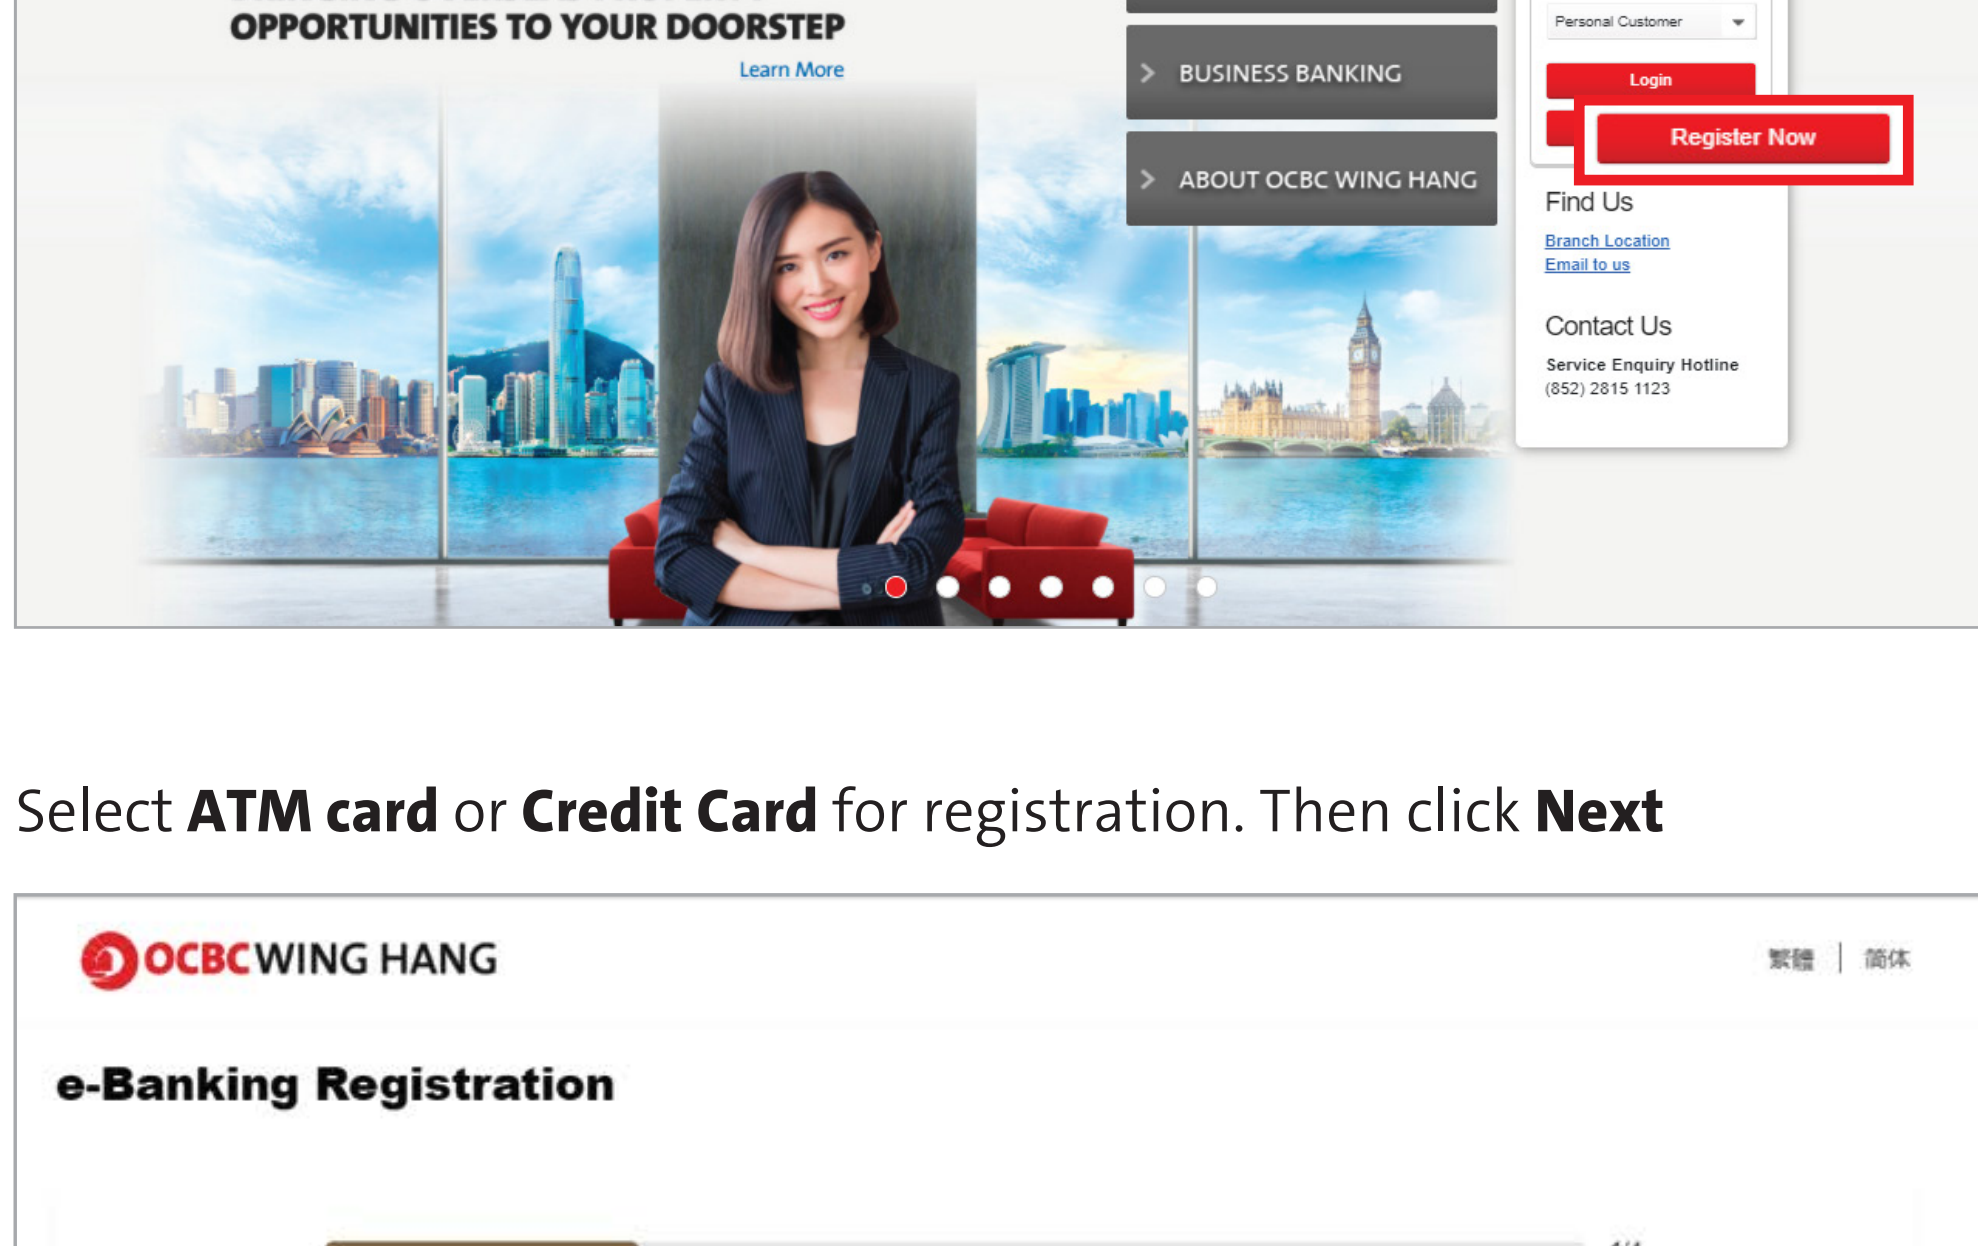 OPPORTUNITIES TO YOUR DOORSTEP
Learn More
Personal Customer
Login
Register Now
> BUSINESS BANKING
> ABOUT OCBC WING HANG
Find Us
Branch Location
Email to us
Contact Us
Service Enquiry Hotline
(852) 2815 1123
Select ATM card or Credit Card for registration. Then click Next
OCBC WING HANG
繁體 | 简体
e-Banking Registration